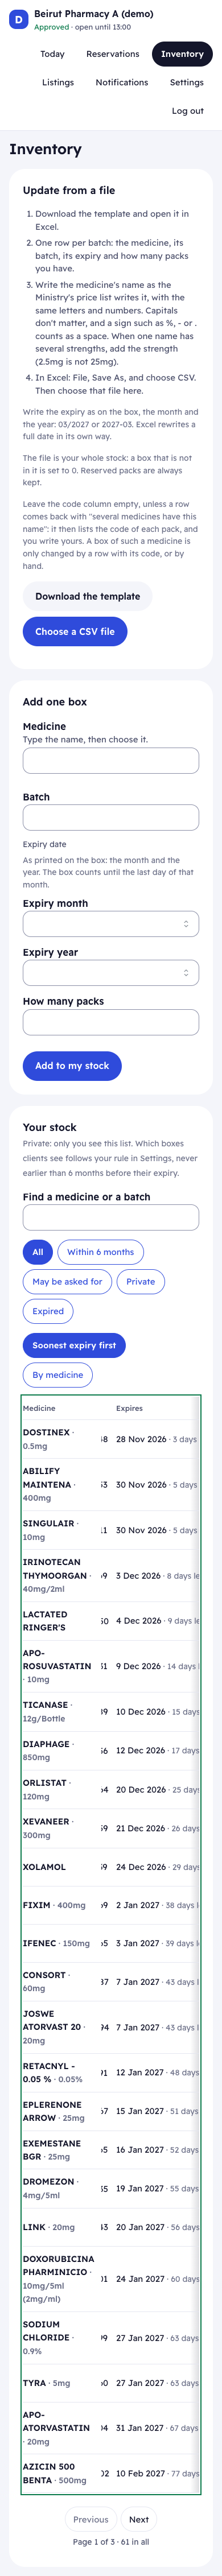 D
Beirut Pharmacy A (demo)
Approved · open until 13:00
Today
Reservations
Inventory
Listings
Notifications
Settings
Log out
Inventory
Update from a file
1. Download the template and open it in
Excel.
2. One row per batch: the medicine, its
batch, its expiry and how many packs
you have.
3. Write the medicine's name as the
Ministry's price list writes it, with the
same letters and numbers. Capitals
don't matter, and a sign such as %, - or .
counts as a space. When one name has
several strengths, add the strength
(2.5mg is not 25mg).
4. In Excel: File, Save As, and choose CSV.
Then choose that file here.
Write the expiry as on the box, the month and
the year: 03/2027 or 2027-03. Excel rewrites a
full date in its own way.
The file is your whole stock: a box that is not
in it is set to 0. Reserved packs are always
kept.
Leave the code column empty, unless a row
comes back with "several medicines have this
name": it then lists the code of each pack, and
you write yours. A box of such a medicine is
only changed by a row with its code, or by
hand.
Download the template
Choose a CSV file
Add one box
Medicine
Type the name, then choose it.
Batch
Expiry date
As printed on the box: the month and the
year. The box counts until the last day of that
month.
Expiry month
Expiry year
How many packs
Add to my stock
Your stock
Private: only you see this list. Which boxes
clients see follows your rule in Settings, never
earlier than 6 months before their expiry.
Find a medicine or a batch
All
Within 6 months
May be asked for
Private
Expired
Soonest expiry first
By medicine
Medicine
Expires
DOSTINEX ·
0.5mg
28 Nov 2026 · 3 days
ABILIFY
MAINTENA ·
400mg
30 Nov 2026 · 5 days
SINGULAIR ·
10mg
30 Nov 2026 · 5 days
IRINOTECAN
THYMOORGAN ·
40mg/2ml
3 Dec 2026 · 8 days le
LACTATED
RINGER'S
4 Dec 2026 · 9 days le
APO-
ROSUVASTATIN
· 10mg
9 Dec 2026 · 14 days
TICANASE ·
12g/Bottle
10 Dec 2026 · 15 days
DIAPHAGE ·
850mg
12 Dec 2026 · 17 days
ORLISTAT ·
120mg
20 Dec 2026 · 25 days
XEVANEER ·
300mg
21 Dec 2026 · 26 days
XOLAMOL
24 Dec 2026 · 29 days
FIXIM · 400mg
2 Jan 2027 · 38 days
IFENEC · 150mg
3 Jan 2027 · 39 days le
CONSORT ·
60mg
7 Jan 2027 · 43 days
JOSWE
ATORVAST 20 ·
20mg
7 Jan 2027 · 43 days
RETACNYL -
0.05 % · 0.05%
12 Jan 2027 · 48 days
EPLERENONE
ARROW · 25mg
15 Jan 2027 · 51 days
EXEMESTANE
BGR · 25mg
16 Jan 2027 · 52 days
DROMEZON ·
4mg/5ml
19 Jan 2027 · 55 days
LINK · 20mg
20 Jan 2027 · 56 days
DOXORUBICINA
PHARMINICIO ·
10mg/5ml
(2mg/ml)
24 Jan 2027 · 60 days
SODIUM
CHLORIDE ·
0.9%
27 Jan 2027 · 63 days
TYRA · 5mg
27 Jan 2027 · 63 days
APO-
ATORVASTATIN
· 20mg
31 Jan 2027 · 67 days
AZICIN 500
BENTA · 500mg
10 Feb 2027 · 77 days
Previous
Next
Page 1 of 3 · 61 in all